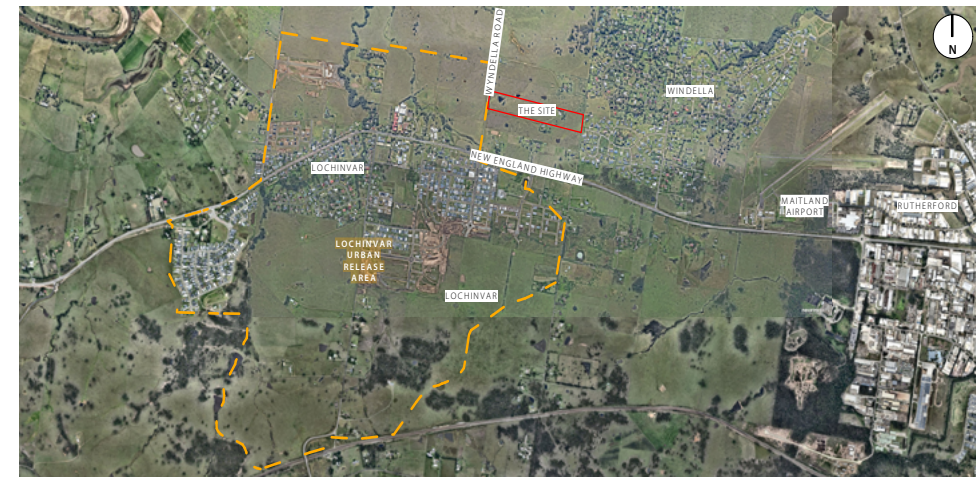 WYNDELLA ROAD
N
WINDELLA
THE SITE
NEW ENGLAND HIGHWAY
LOCHINVAR
MAITLAND
AIRPORT
RUTHERFORD
LOCHINVAR
URBAN
RELEASE
AREA
LOCHINVAR